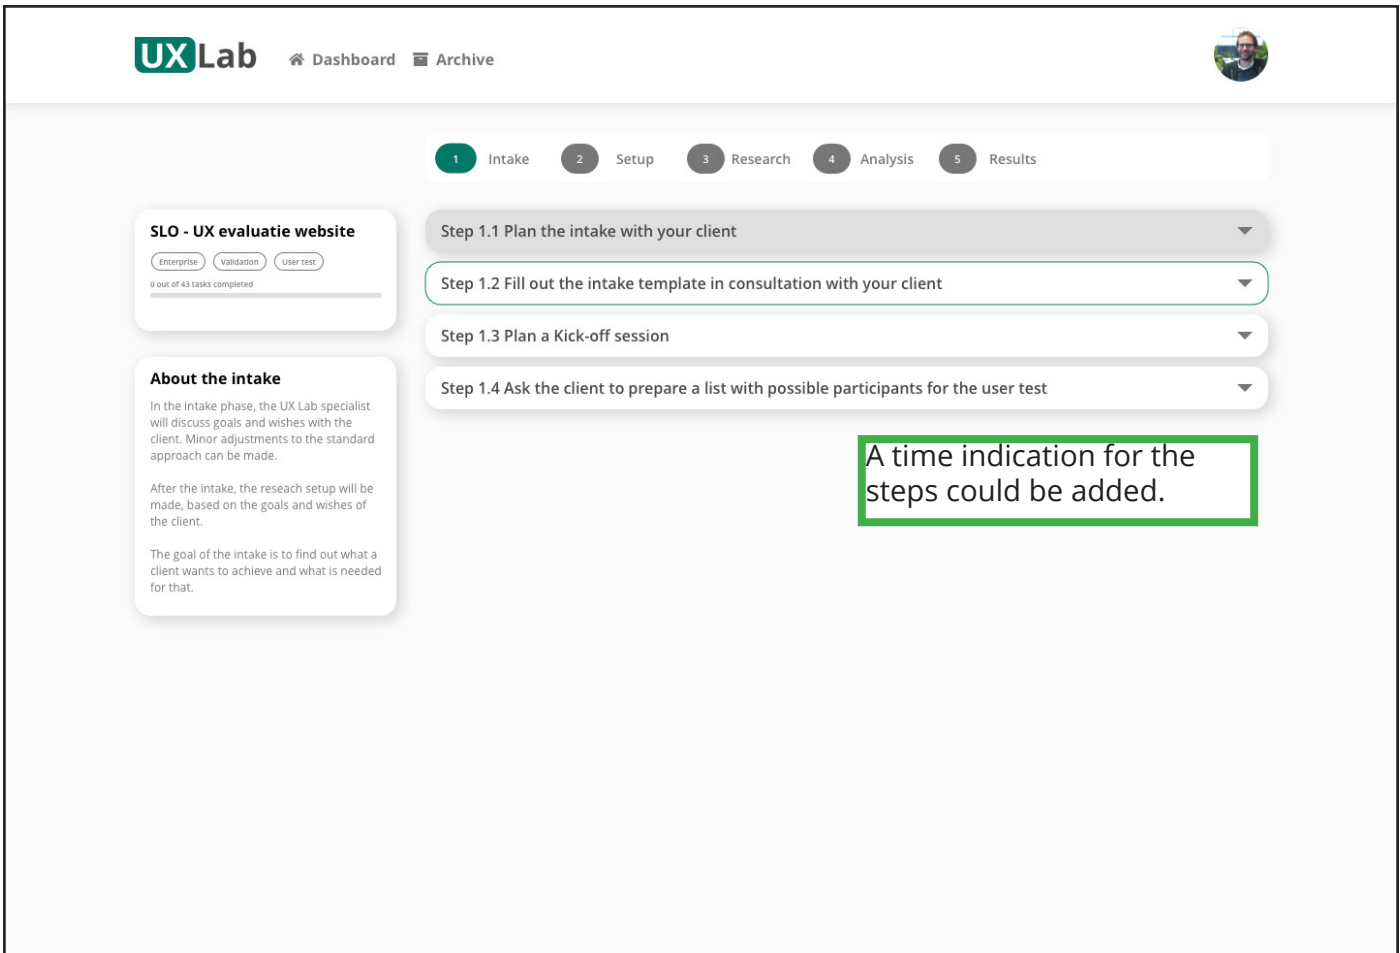 UX Lab
Dashboard
Archive
1 Intake
2 Setup
3 Research
4 Analysis
5 Results
SLO - UX evaluatie website
Enterprise
Validation
User test
0 out of 43 tasks completed
Step 1.1 Plan the intake with your client
Step 1.2 Fill out the intake template in consultation with your client
Step 1.3 Plan a Kick-off session
Step 1.4 Ask the client to prepare a list with possible participants for the user test
About the intake
In the intake phase, the UX Lab specialist
will discuss goals and wishes with the
client. Minor adjustments to the standard
approach can be made.
After the intake, the reseach setup will be
made, based on the goals and wishes of
the client.
The goal of the intake is to find out what a
client wants to achieve and what is needed
for that.
A time indication for the
steps could be added.